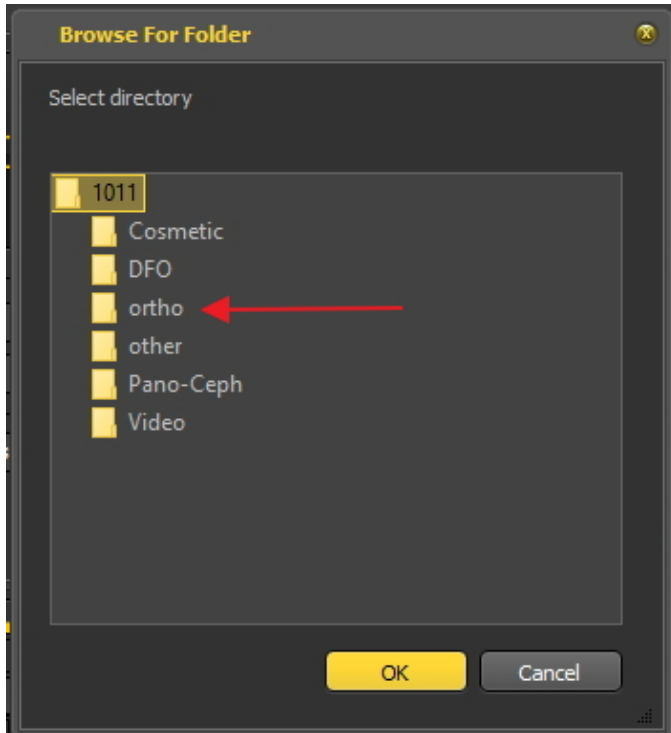 Browse For Folder
Select directory
1011
Cosmetic
DFO
ortho
other
Pano-Ceph
Video
OK Cancel